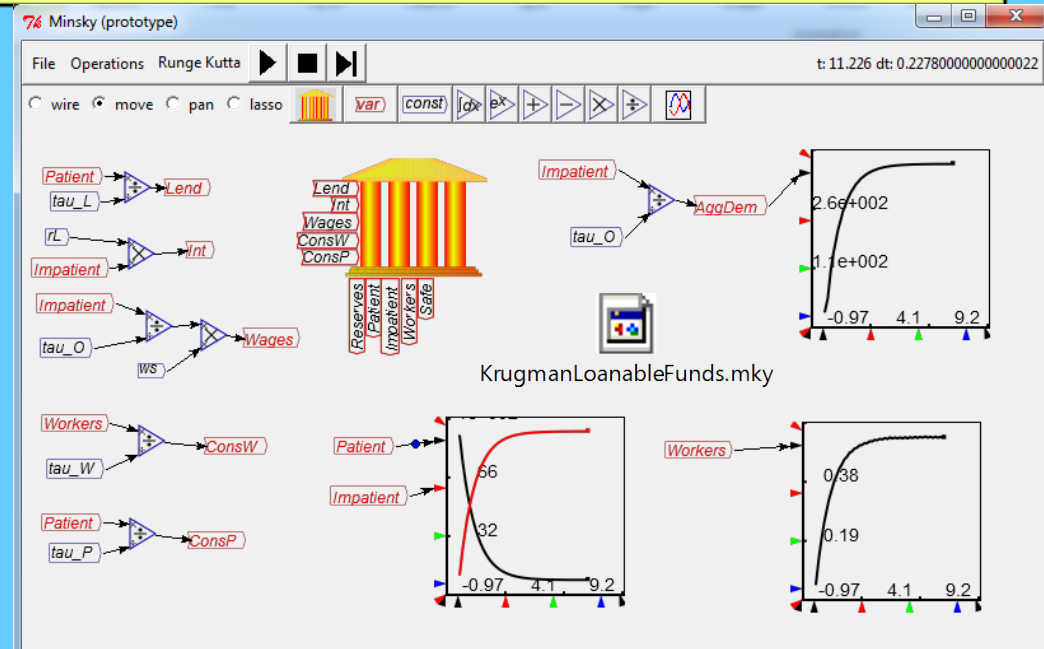 Minsky (prototype)
File Operations Runge Kutta
t: 11.226 dt: 0.22780000000000022
wire move pan lasso var const ∫dx eˣ + − × ÷
Patient
tau_L
÷
Lend
rL
Impatient
×
Int
Impatient
tau_O
÷
ws
×
Wages
Workers
tau_W
÷
ConsW
Patient
tau_P
÷
ConsP
Lend
Int
Wages
ConsW
ConsP
Reserves
Patient
Impatient
Workers
Safe
Impatient
tau_O
÷
AggDem
2.6e+002
1.1e+002
-0.97 4.1 9.2
KrugmanLoanableFunds.mky
Patient
Impatient
66
32
-0.97 4.1 9.2
Workers
0.38
0.19
-0.97 4.1 9.2